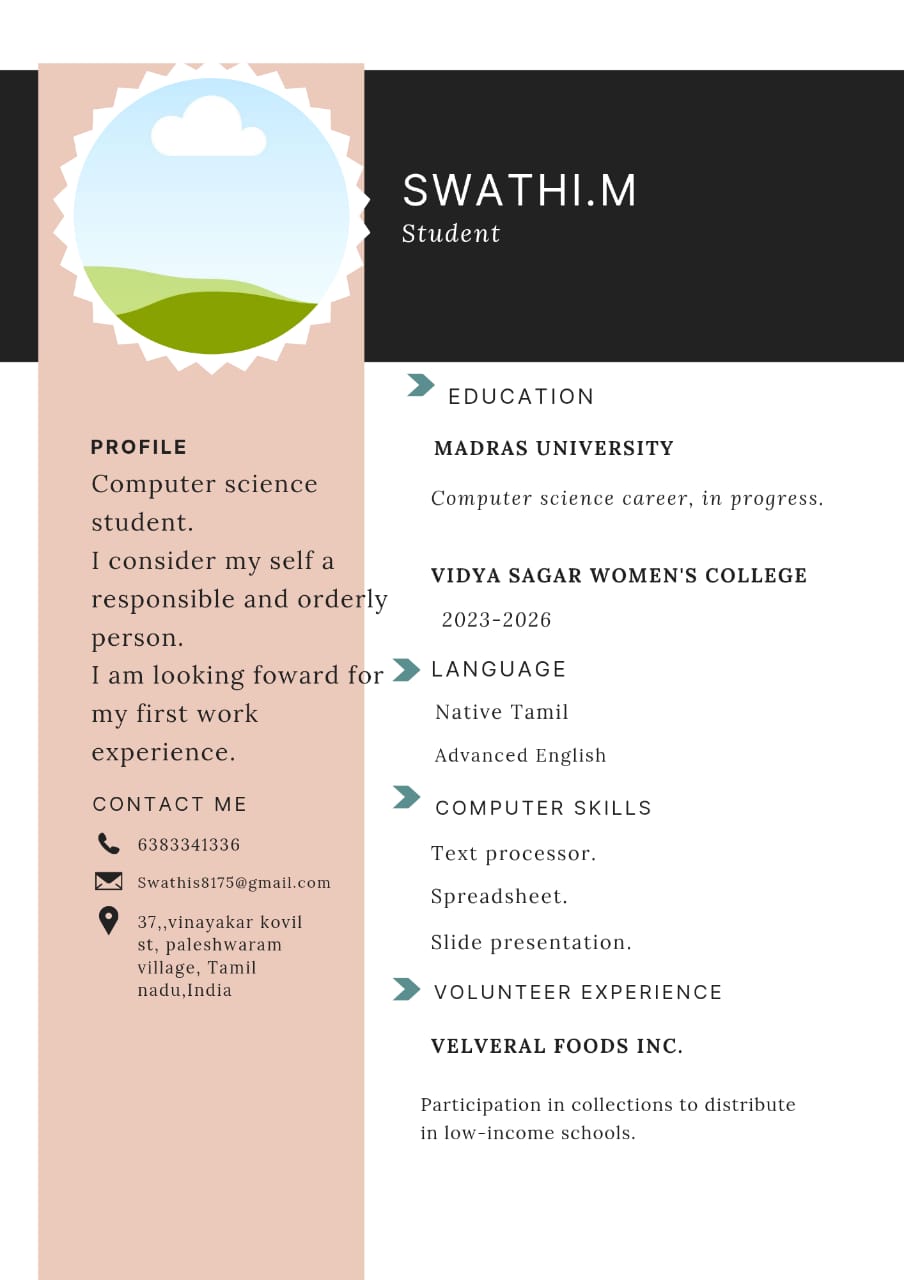 SWATHI.M
Student
PROFILE
Computer science
student.
I consider my self a
responsible and orderly
person.
I am looking foward for
my first work
experience.
CONTACT ME
6383341336
Swathis8175@gmail.com
37,,vinayakar kovil
st, paleshwaram
village, Tamil
nadu,India
EDUCATION
MADRAS UNIVERSITY
Computer science career, in progress.
VIDYA SAGAR WOMEN'S COLLEGE
2023-2026
LANGUAGE
Native Tamil
Advanced English
COMPUTER SKILLS
Text processor.
Spreadsheet.
Slide presentation.
VOLUNTEER EXPERIENCE
VELVERAL FOODS INC.
Participation in collections to distribute
in low-income schools.